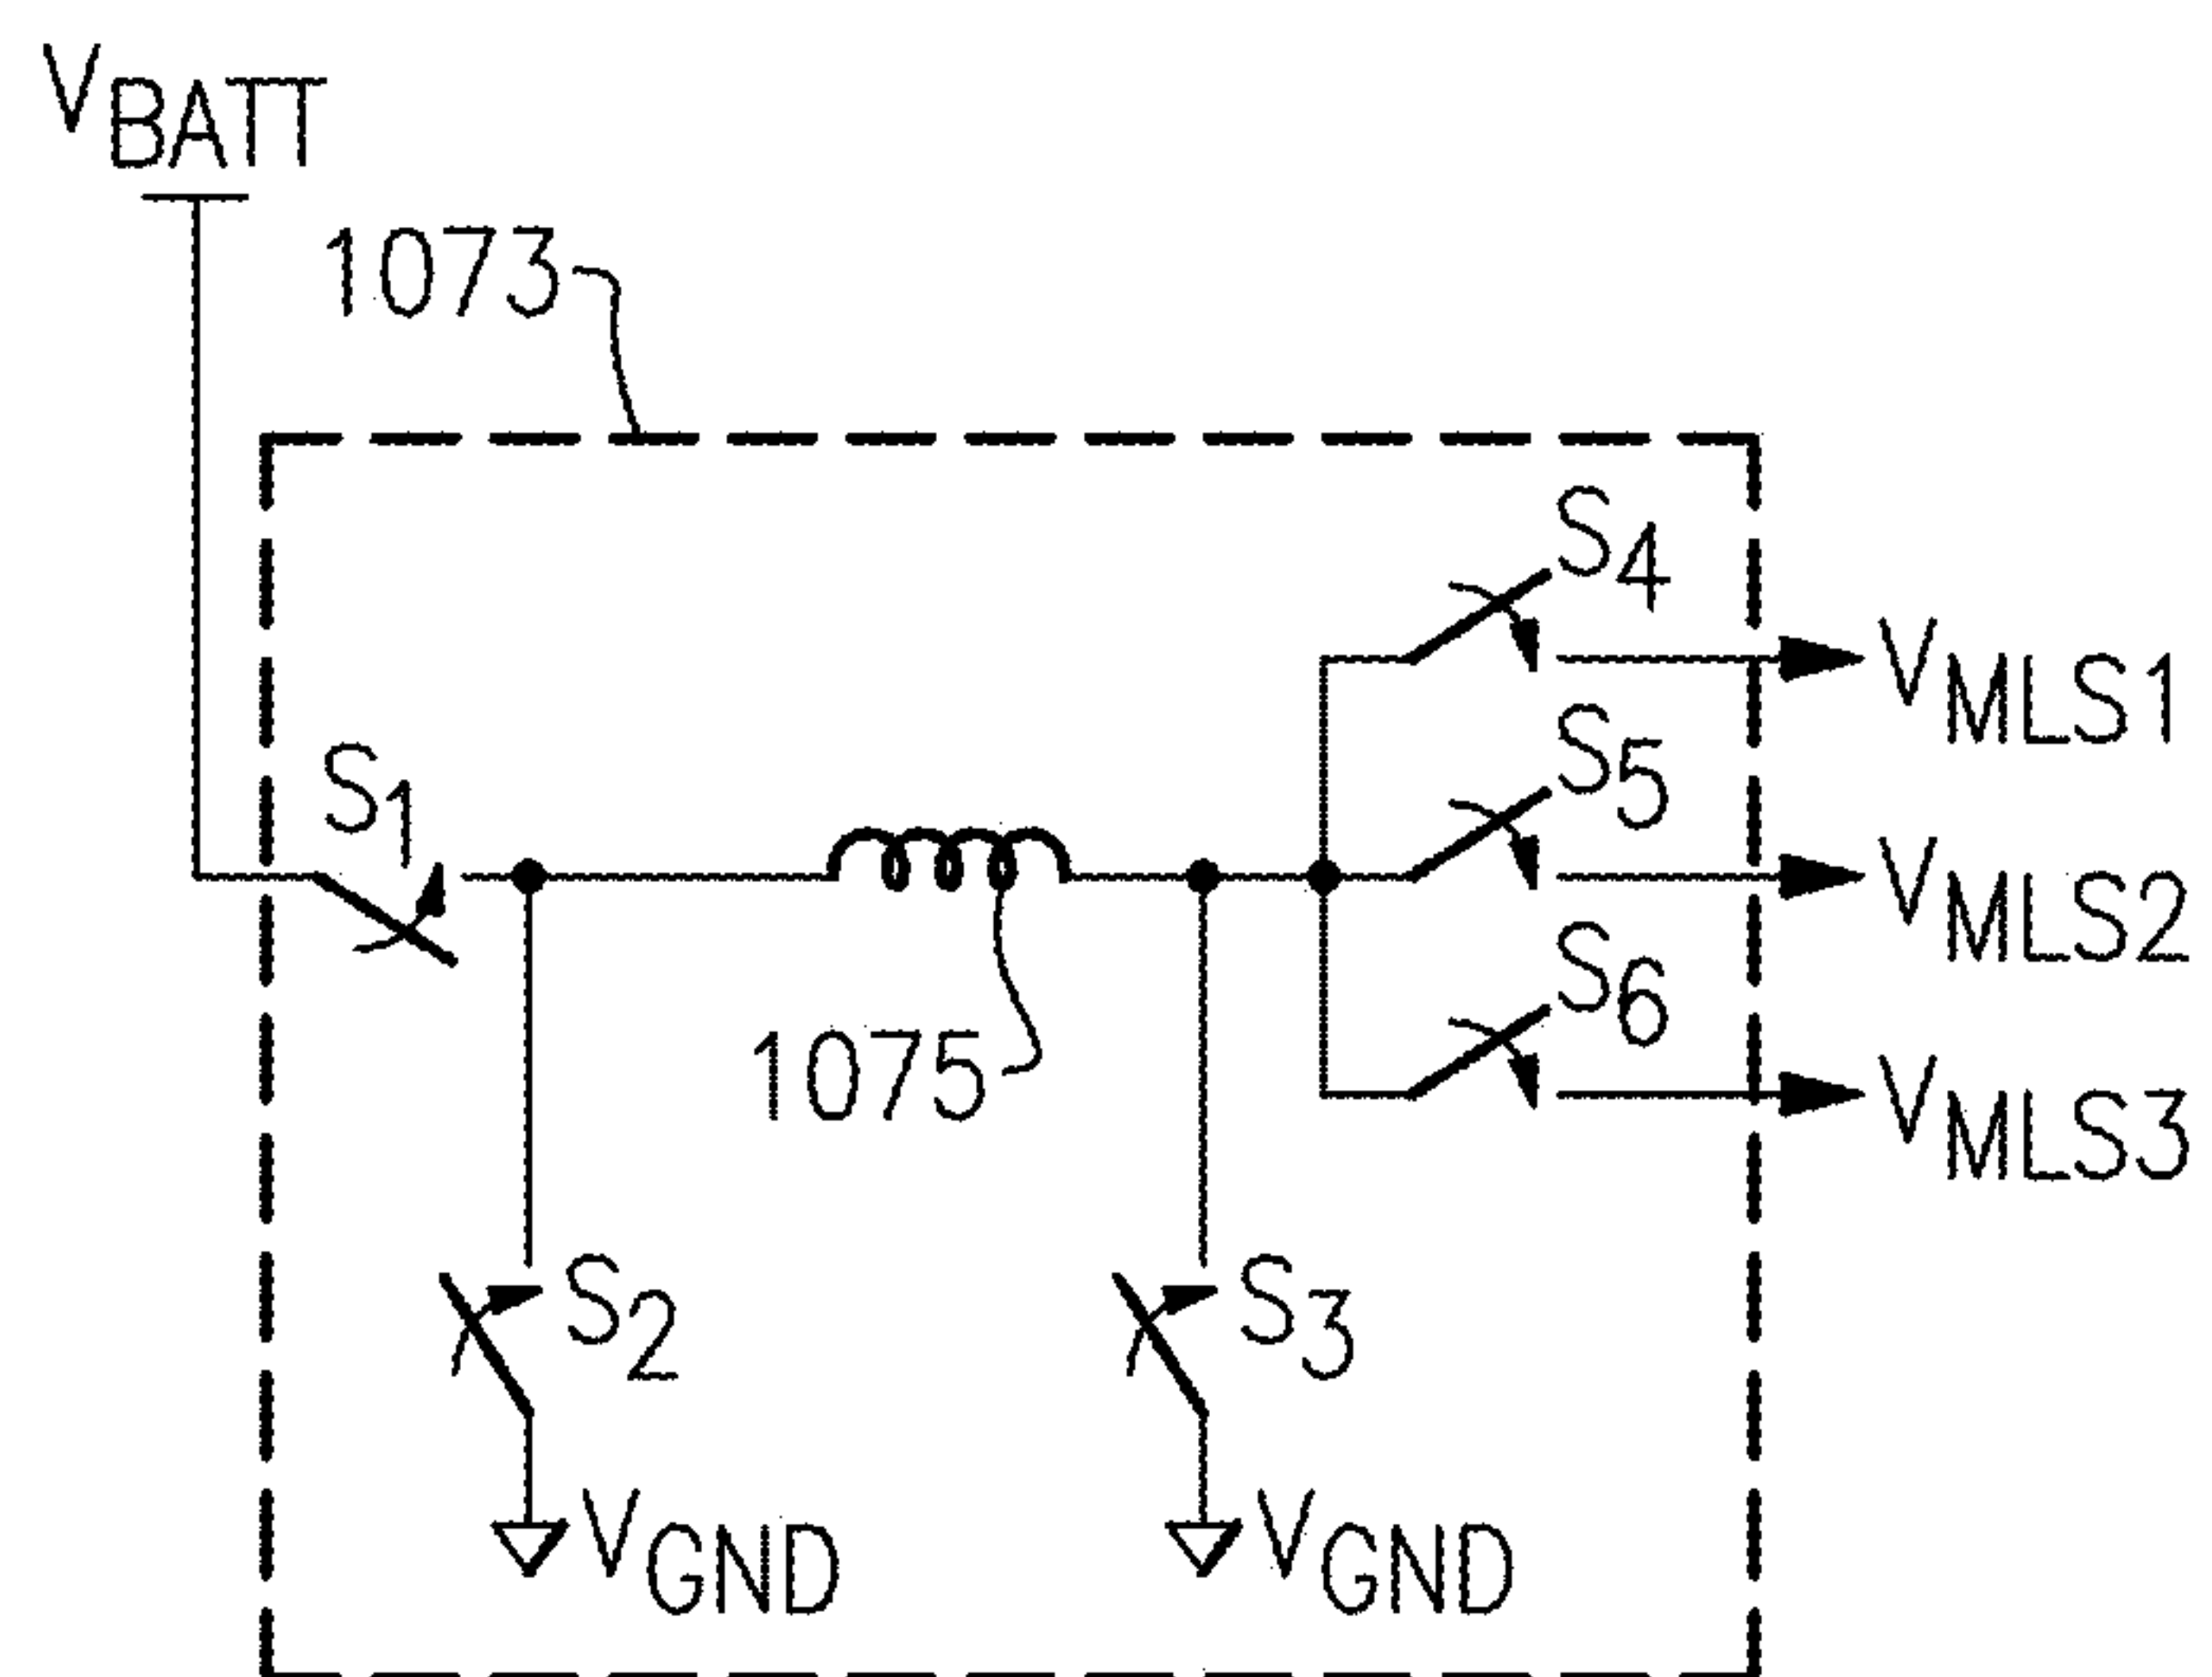 VBATT
1073
S4
VMLS1
S5
S1
VMLS2
S6
1075
VMLS3
S2
S3
VGND
VGND